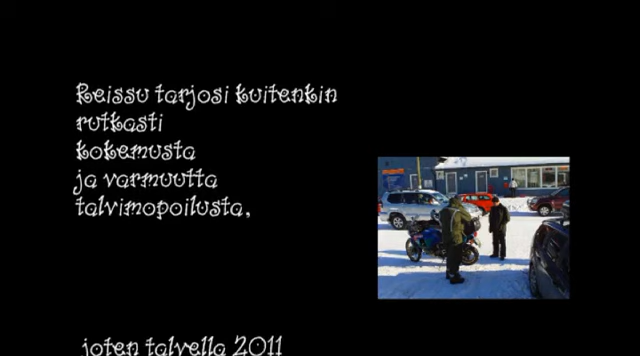 Reissu tarjosi kuitenkin
rutkasti
kokemusta
ja varmuutta
talvimopoilusta,
joten talvella 2011